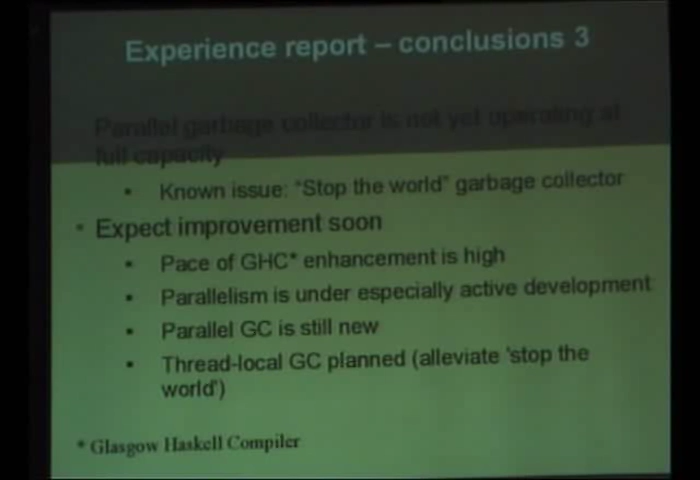 Experience report – conclusions 3
Parallel garbage collector is not yet operating at
full capacity
• Known issue: "Stop the world" garbage collector
• Expect improvement soon
• Pace of GHC* enhancement is high
• Parallelism is under especially active development
• Parallel GC is still new
• Thread-local GC planned (alleviate 'stop the
world')
* Glasgow Haskell Compiler